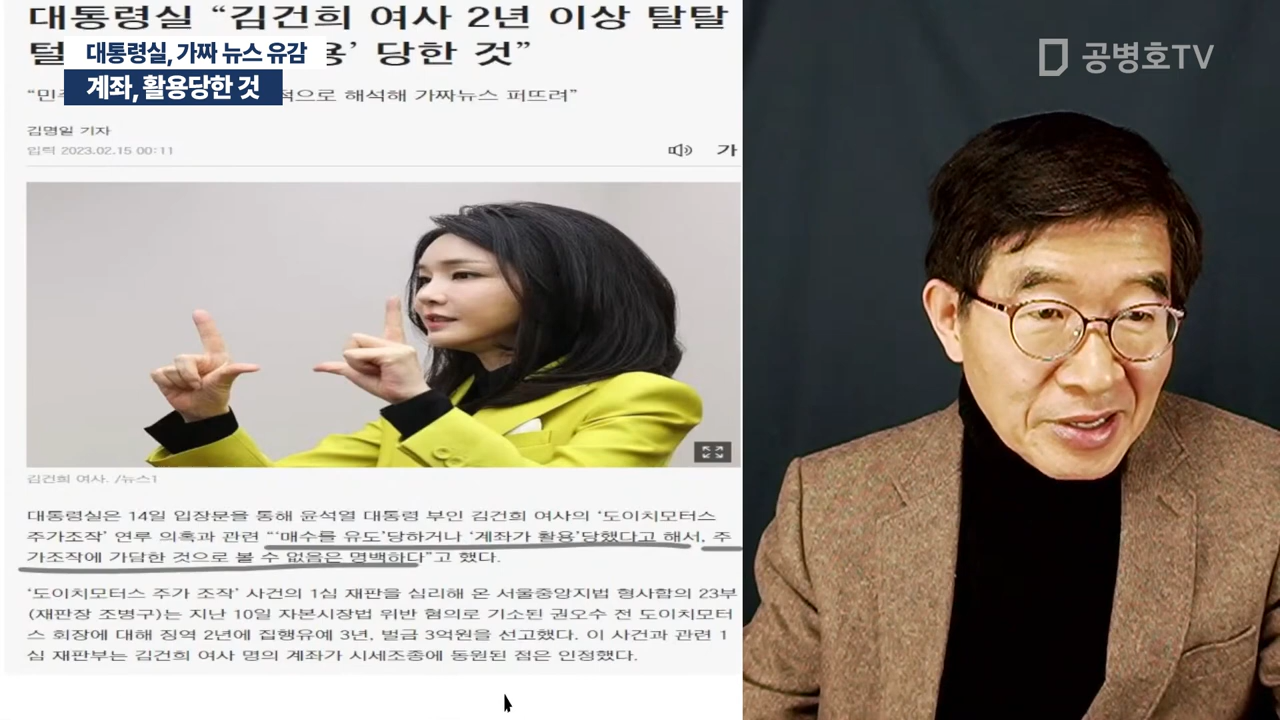 대통령실 “김건희 여사 2년 이상 탈탈
털 용’ 당한 것”
대통령실, 가짜 뉴스 유감
계좌, 활용당한 것
“민 적으로 해석해 가짜뉴스 퍼뜨려”
김명일 기자
입력 2023.02.15 00:11
가
공병호TV
김건희 여사. /뉴스1
대통령실은 14일 입장문을 통해 윤석열 대통령 부인 김건희 여사의 ‘도이치모터스
주가조작’ 연루 의혹과 관련 “‘매수를 유도’당하거나 ‘계좌가 활용’당했다고 해서, 주
가조작에 가담한 것으로 볼 수 없음은 명백하다”고 했다.
‘도이치모터스 주가 조작’ 사건의 1심 재판을 심리해 온 서울중앙지법 형사합의 23부
(재판장 조병구)는 지난 10일 자본시장법 위반 혐의로 기소된 권오수 전 도이치모터
스 회장에 대해 징역 2년에 집행유예 3년, 벌금 3억원을 선고했다. 이 사건과 관련 1
심 재판부는 김건희 여사 명의 계좌가 시세조종에 동원된 점은 인정했다.